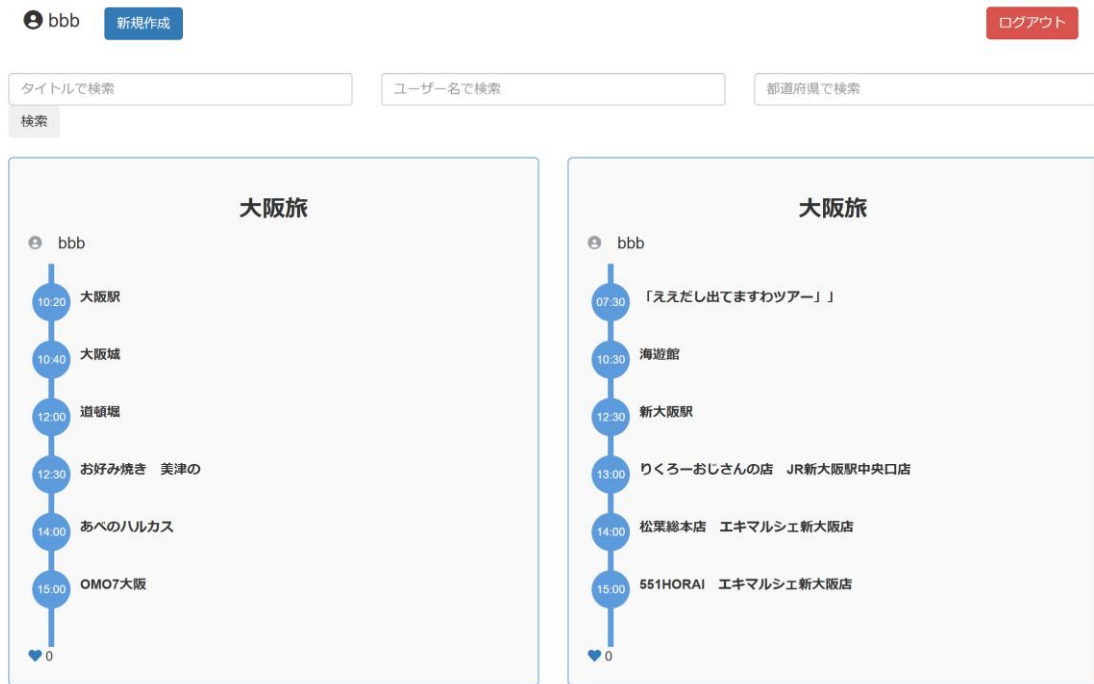 bbb 新規作成 ログアウト
タイトルで検索 ユーザー名で検索 都道府県で検索
検索
大阪旅
bbb
10:20 大阪駅
10:40 大阪城
12:00 道頓堀
12:30 お好み焼き　美津の
14:00 あべのハルカス
15:00 OMO7大阪
0
大阪旅
bbb
07:30 「ええだし出てますわツアー」」
10:30 海遊館
12:30 新大阪駅
13:00 りくろーおじさんの店　JR新大阪駅中央口店
14:00 松葉総本店　エキマルシェ新大阪店
15:00 551HORAI　エキマルシェ新大阪店
0